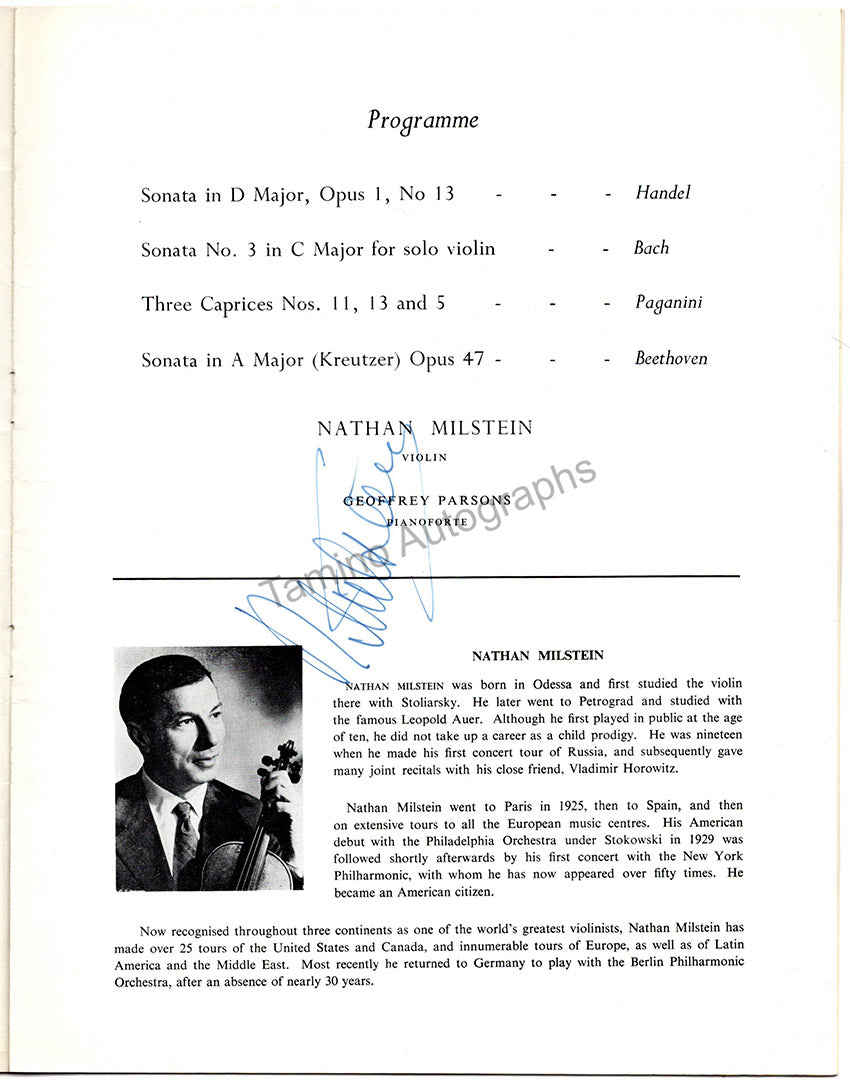 Programme
Sonata in D Major, Opus 1, No 13 - - - Handel
Sonata No. 3 in C Major for solo violin - - Bach
Three Caprices Nos. 11, 13 and 5 - - - Paganini
Sonata in A Major (Kreutzer) Opus 47 - - - Beethoven
NATHAN MILSTEIN
VIOLIN
GEOFFREY PARSONS
PIANOFORTE
Tamino Autographs
NATHAN MILSTEIN
NATHAN MILSTEIN was born in Odessa and first studied the violin
there with Stoliarsky. He later went to Petrograd and studied with
the famous Leopold Auer. Although he first played in public at the age
of ten, he did not take up a career as a child prodigy. He was nineteen
when he made his first concert tour of Russia, and subsequently gave
many joint recitals with his close friend, Vladimir Horowitz.
Nathan Milstein went to Paris in 1925, then to Spain, and then
on extensive tours to all the European music centres. His American
debut with the Philadelphia Orchestra under Stokowski in 1929 was
followed shortly afterwards by his first concert with the New York
Philharmonic, with whom he has now appeared over fifty times. He
became an American citizen.
Now recognised throughout three continents as one of the world's greatest violinists, Nathan Milstein has
made over 25 tours of the United States and Canada, and innumerable tours of Europe, as well as of Latin
America and the Middle East. Most recently he returned to Germany to play with the Berlin Philharmonic
Orchestra, after an absence of nearly 30 years.